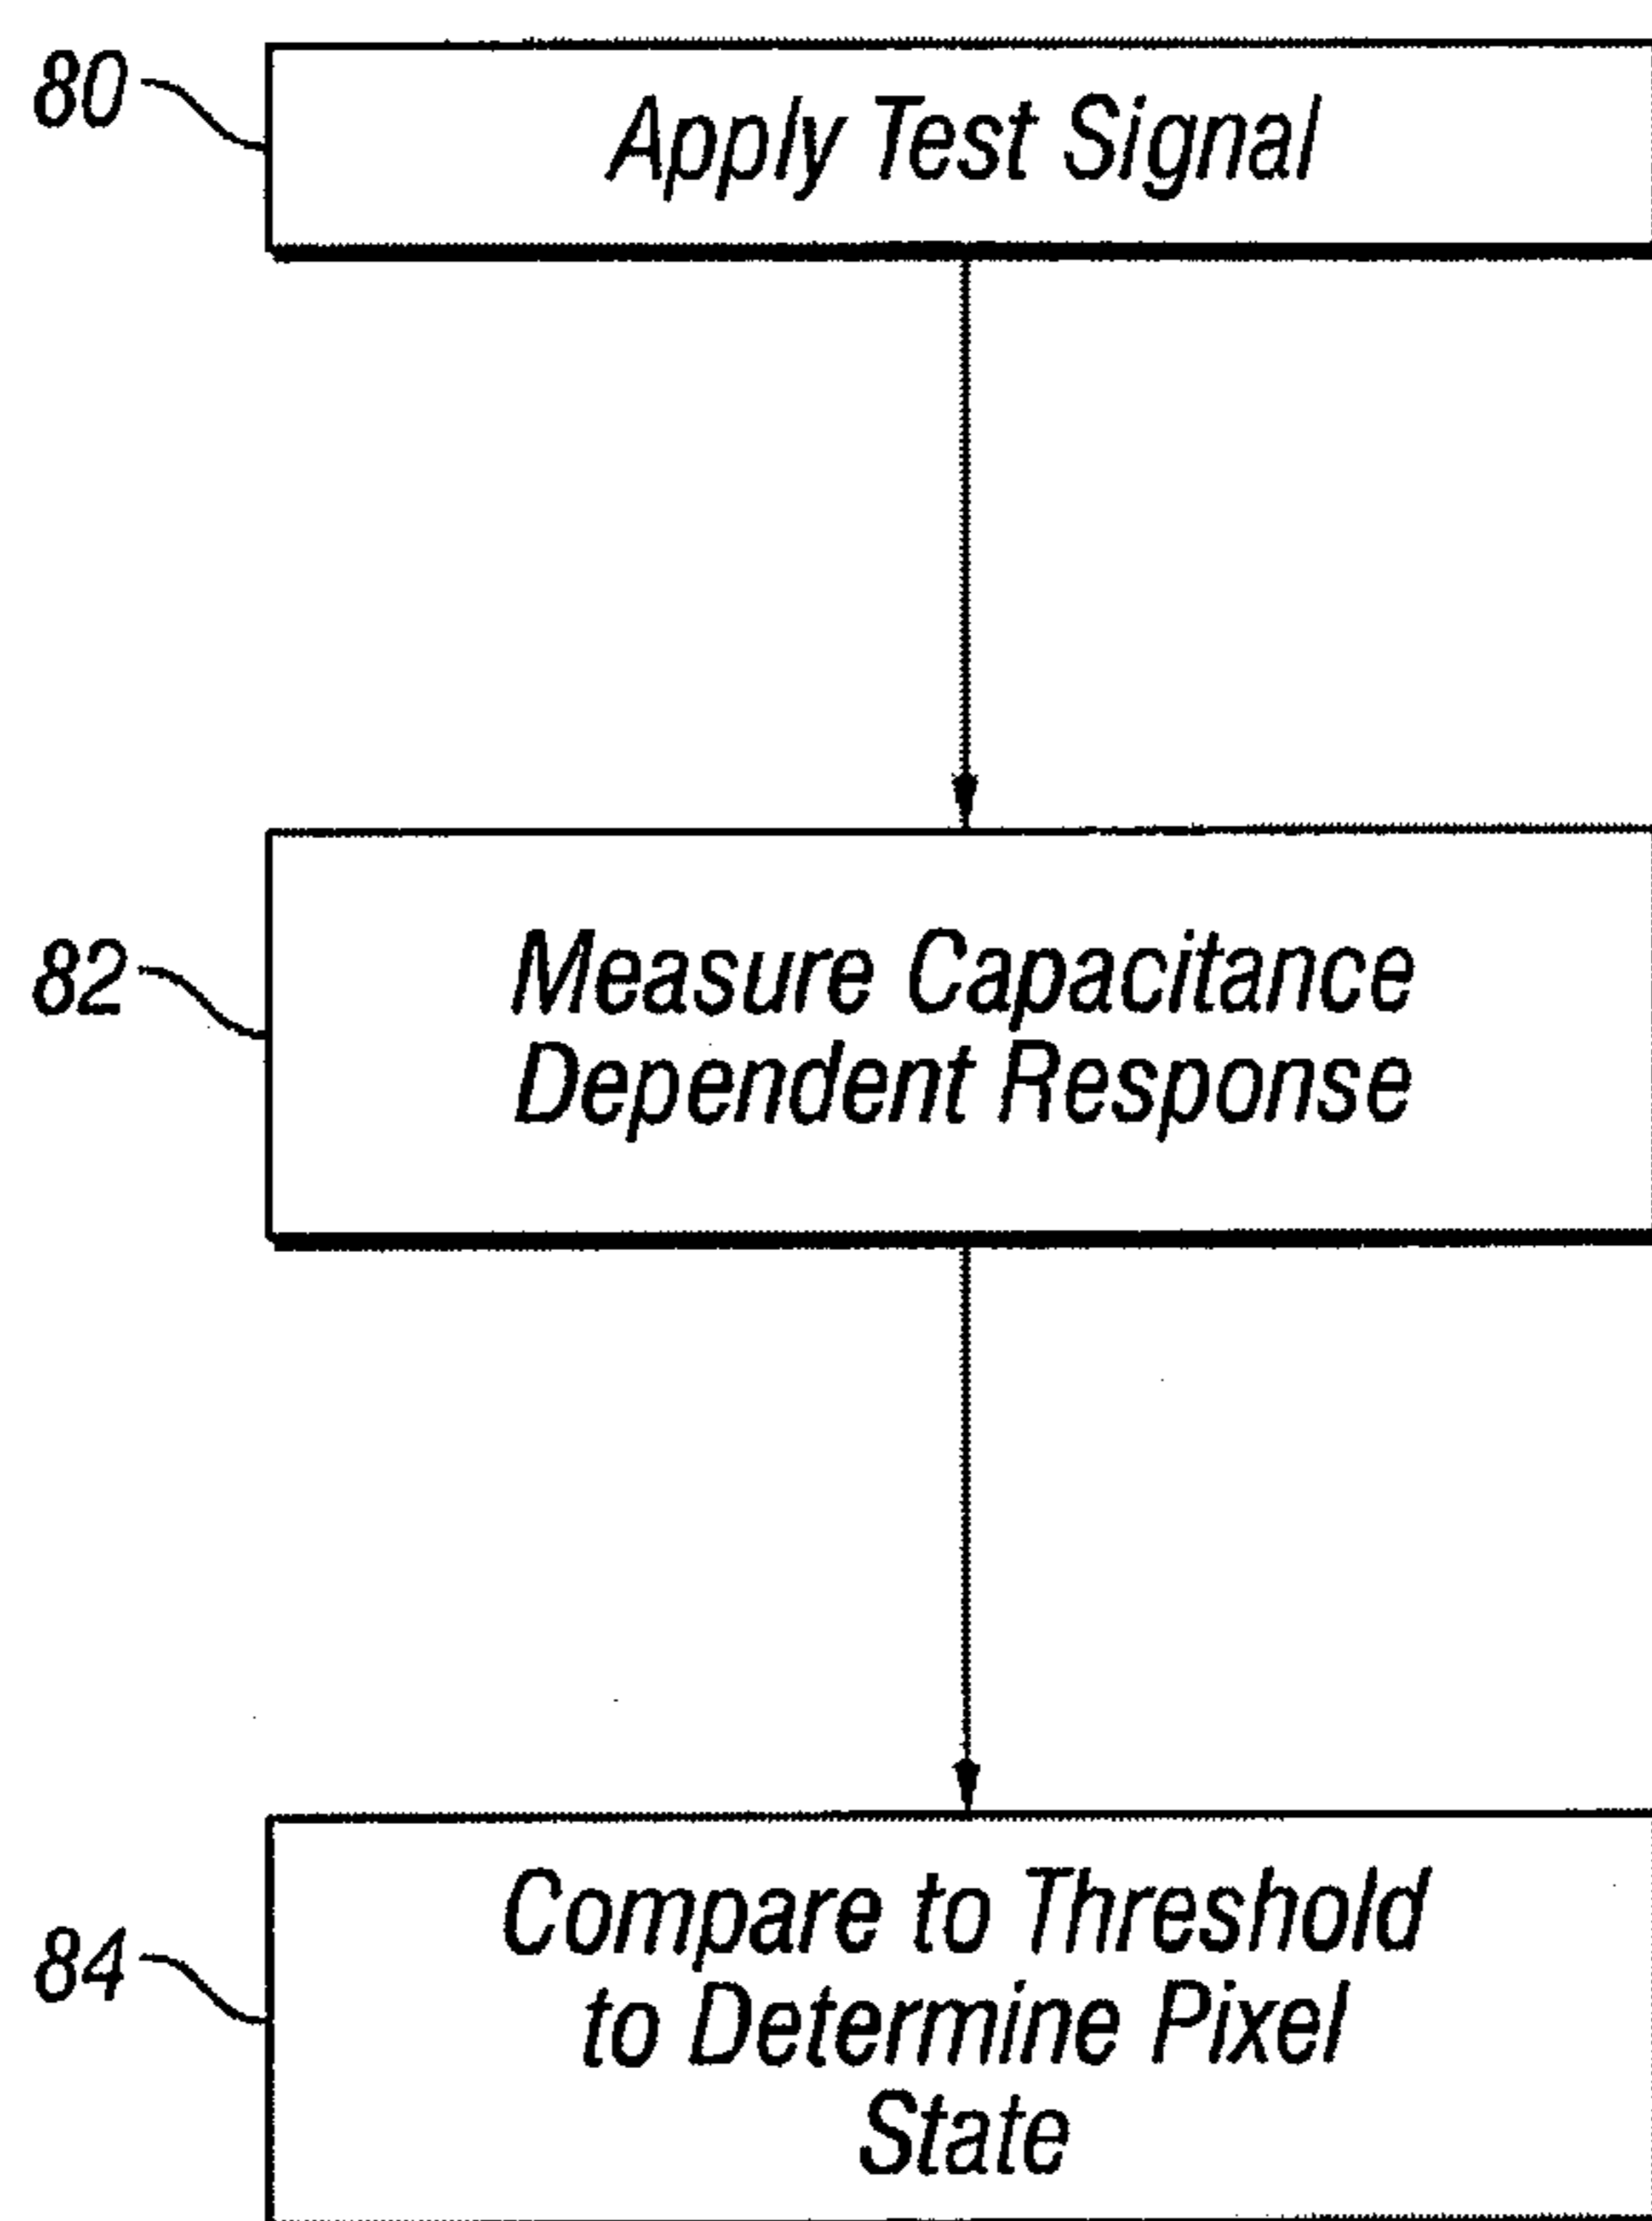 80
Apply Test Signal
82
Measure Capacitance
Dependent Response
84
Compare to Threshold
to Determine Pixel
State